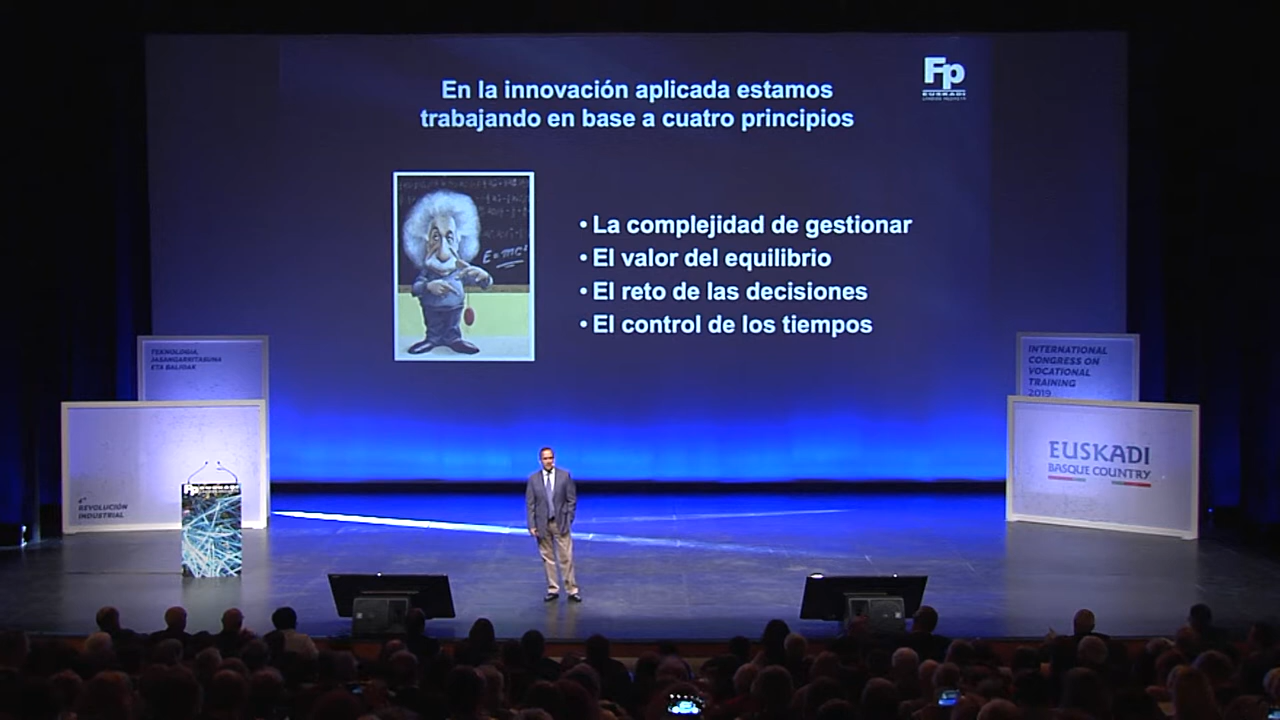 En la innovación aplicada estamos
trabajando en base a cuatro principios
Fp
EUSKADI
E=mc²
• La complejidad de gestionar
• El valor del equilibrio
• El reto de las decisiones
• El control de los tiempos
TEKNOLOGIA,
JASANGARRITASUNA
ETA BALIOAK
4ª
REVOLUCIÓN
INDUSTRIAL
Fp
INTERNATIONAL
CONGRESS ON
VOCATIONAL
TRAINING
2019
EUSKADI
BASQUE COUNTRY